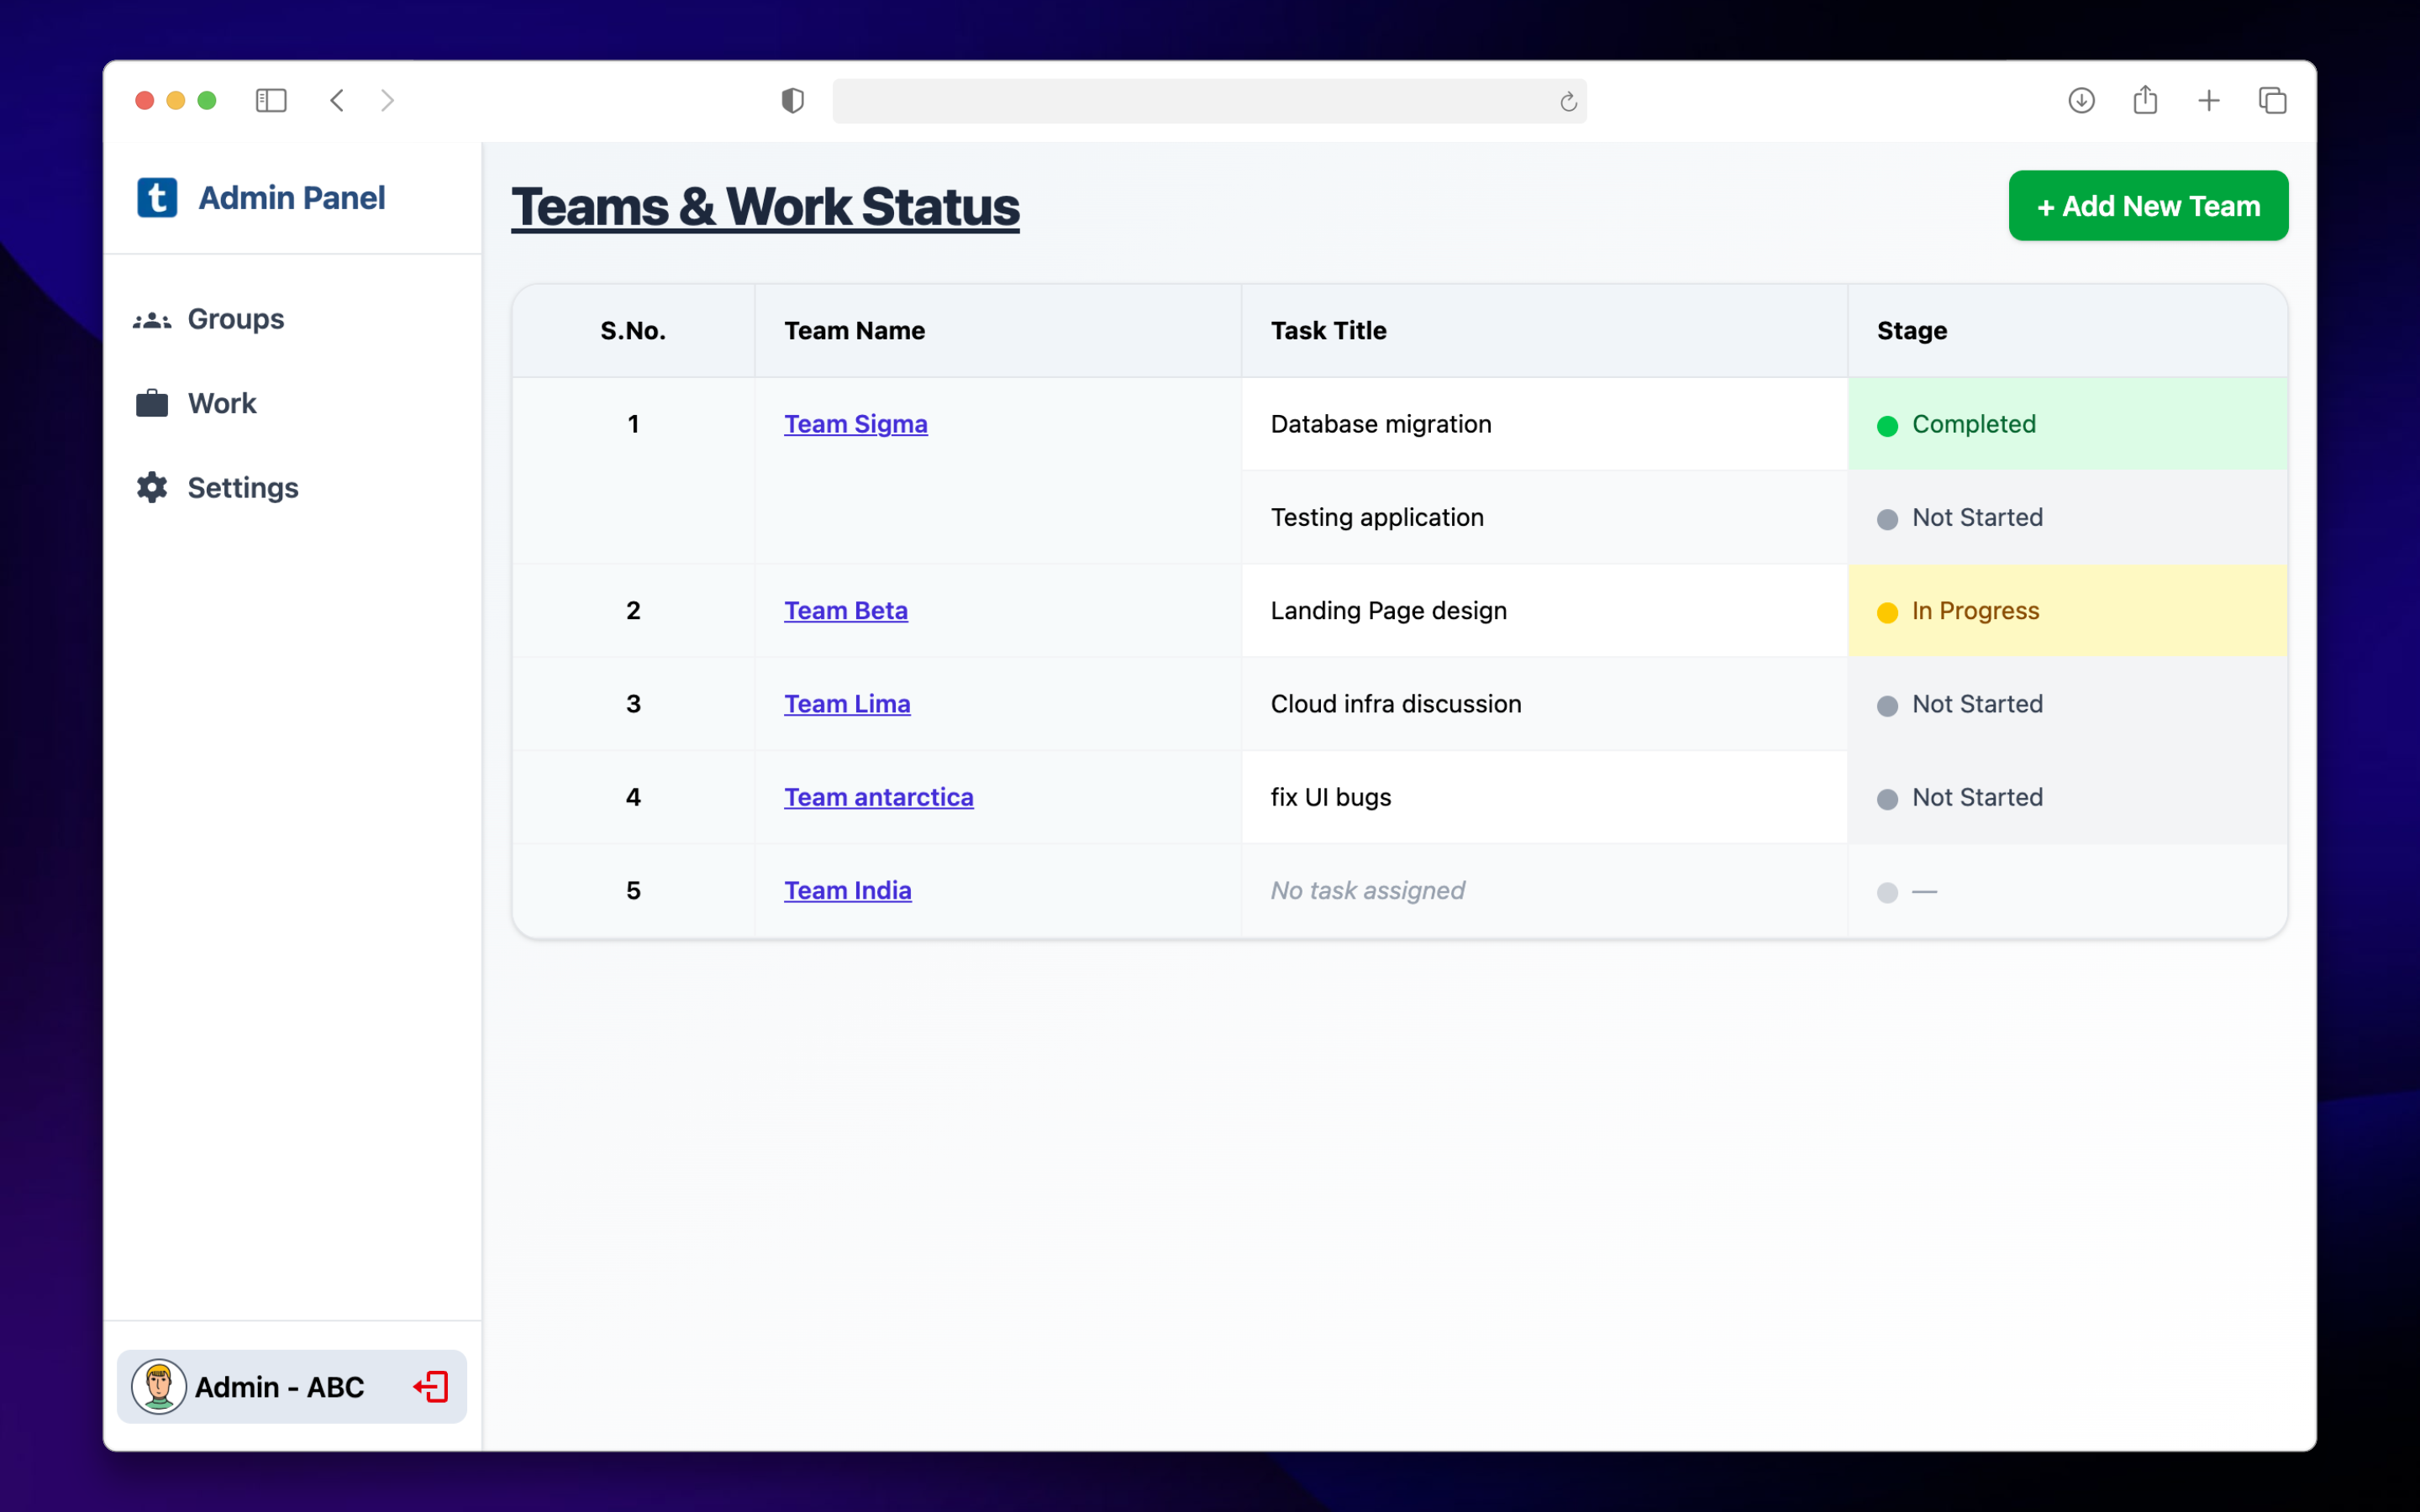 t Admin Panel
Groups
Work
Settings
Admin - ABC
Teams & Work Status
+ Add New Team
S.No. Team Name Task Title Stage
1 Team Sigma Database migration Completed
Testing application Not Started
2 Team Beta Landing Page design In Progress
3 Team Lima Cloud infra discussion Not Started
4 Team antarctica fix UI bugs Not Started
5 Team India No task assigned —